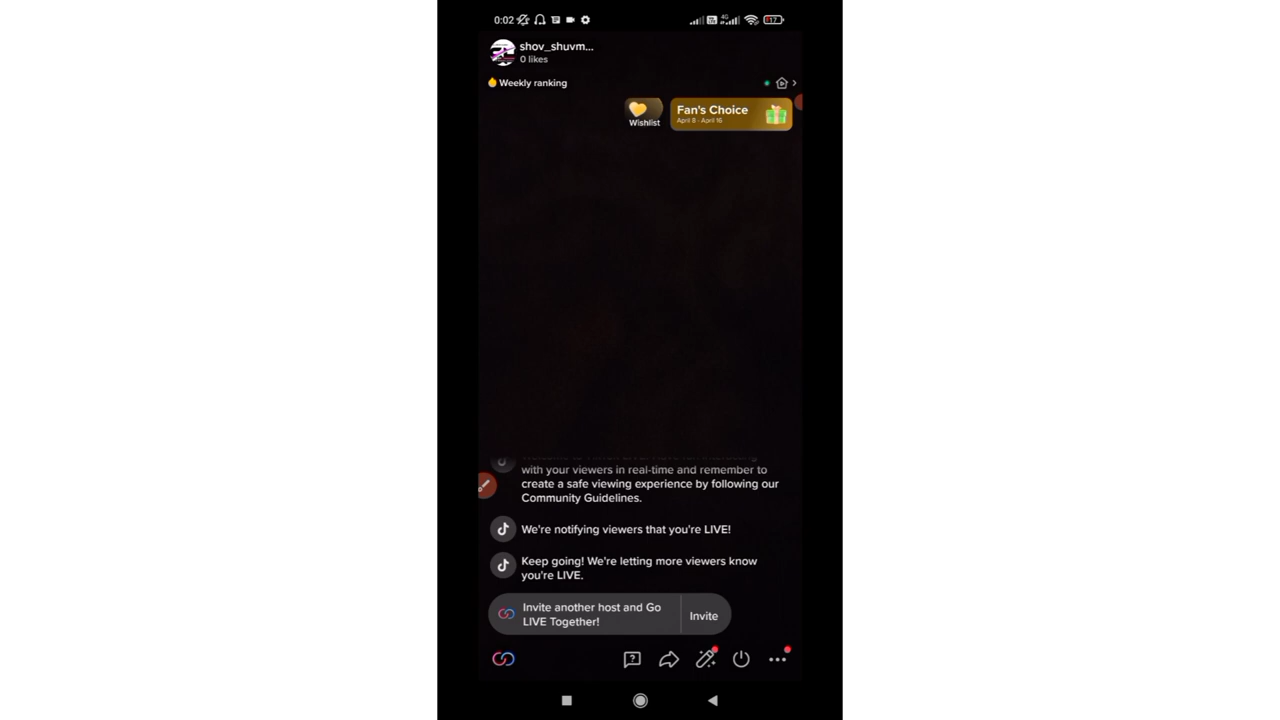 0:02
4G
17
shov_shuvm...
0 likes
Weekly ranking
Wishlist
Fan's Choice
April 8 - April 16
with your viewers in real-time and remember to
create a safe viewing experience by following our
Community Guidelines.
We're notifying viewers that you're LIVE!
Keep going! We're letting more viewers know
you're LIVE.
Invite another host and Go
LIVE Together!
Invite